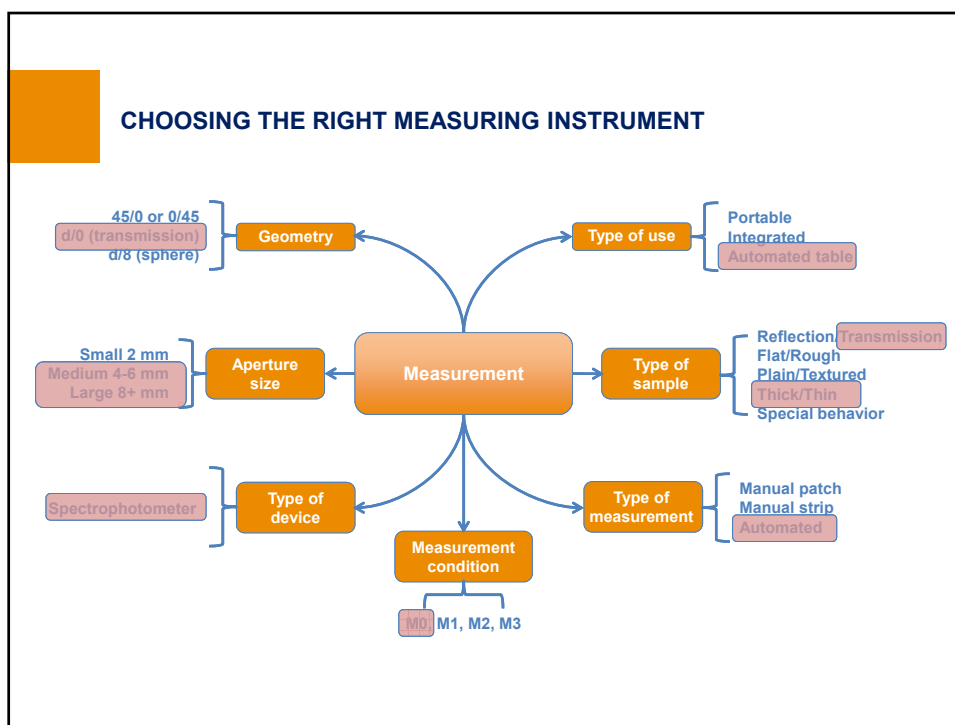 CHOOSING THE RIGHT MEASURING INSTRUMENT
45/0 or 0/45
d/0 (transmission)
d/8 (sphere)
Geometry
Type of use
Portable
Integrated
Automated table
Small 2 mm
Medium 4-6 mm
Large 8+ mm
Aperture
size
Measurement
Type of
sample
Reflection/Transmission
Flat/Rough
Plain/Textured
Thick/Thin
Special behavior
Spectrophotometer
Type of
device
Measurement
condition
M0, M1, M2, M3
Type of
measurement
Manual patch
Manual strip
Automated